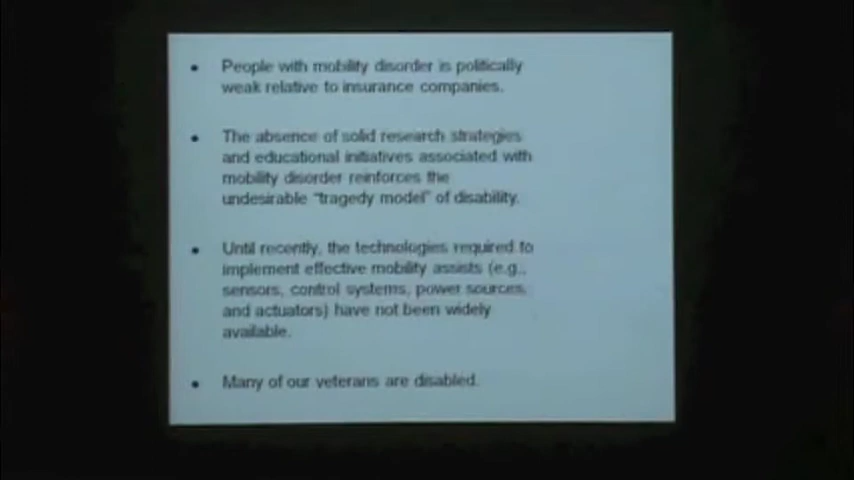 • People with mobility disorder is politically
weak relative to insurance companies.
• The absence of solid research strategies
and educational initiatives associated with
mobility disorder reinforces the
undesirable "tragedy model" of disability.
• Until recently, the technologies required to
implement effective mobility assists (e.g.,
sensors, control systems, power sources,
and actuators) have not been widely
available.
• Many of our veterans are disabled.